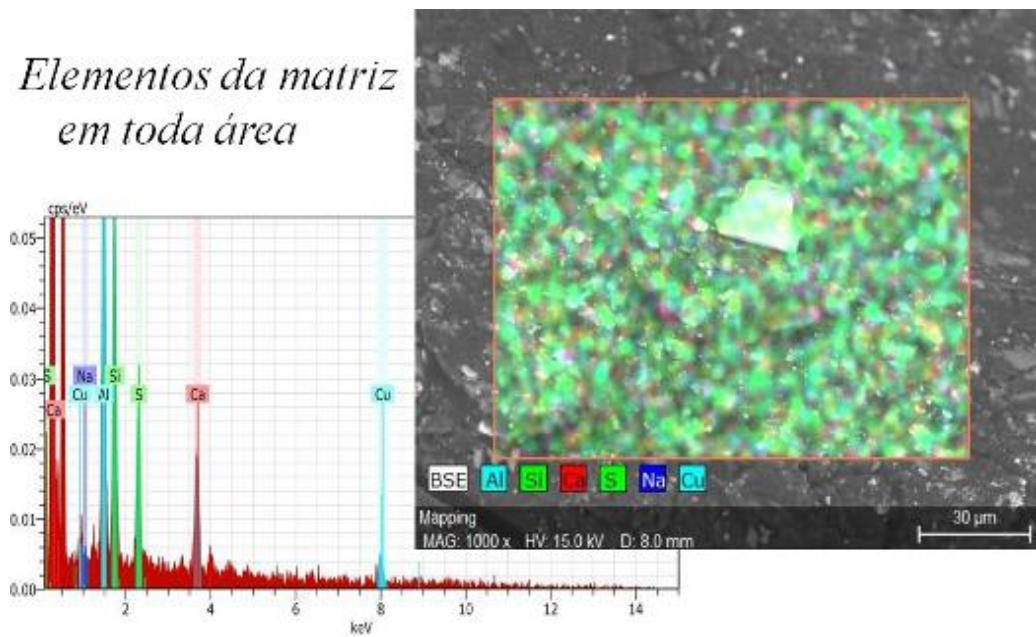 Elementos da matriz
em toda área
cps/eV
0.05
0.04
0.03
0.02
0.01
0.00
S
Na
Si
Ca
Cu
Al
S
Ca
Cu
2
4
6
8
10
12
14
keV
BSE
Al
Si
Ca
S
Na
Cu
Mapping
30 µm
MAG: 1000 x HV: 15.0 kV D: 8.0 mm